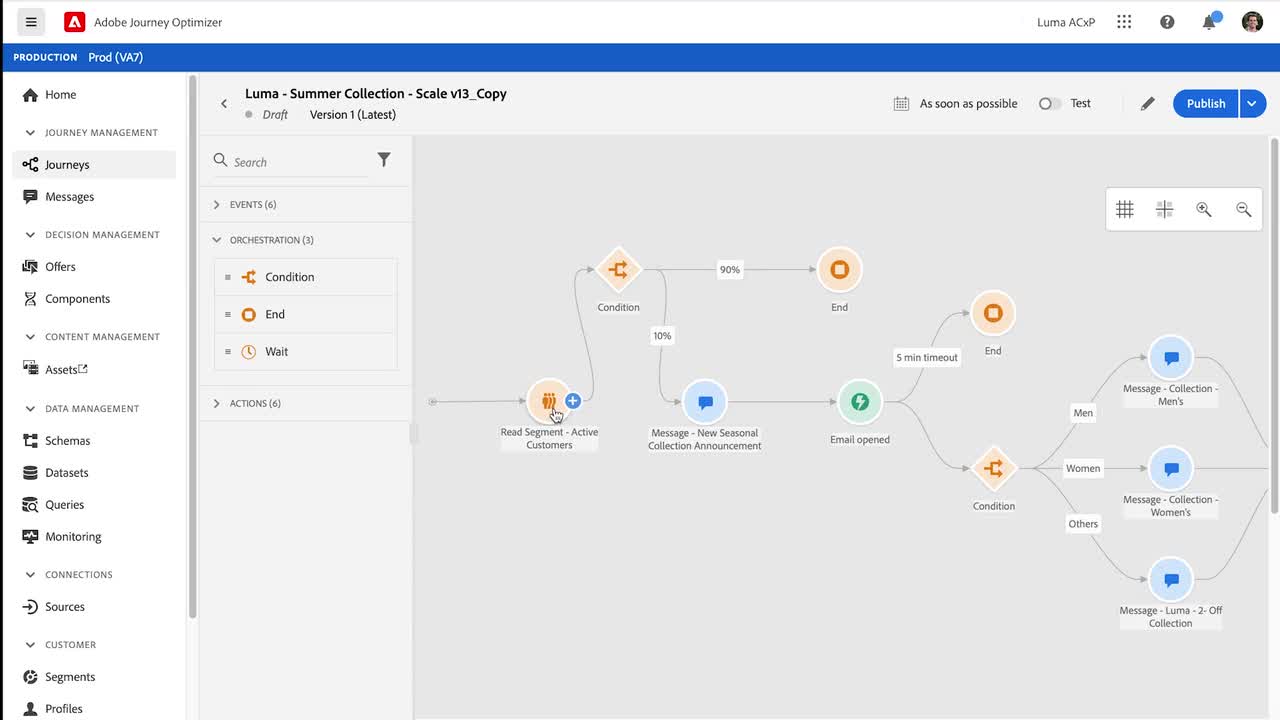 Adobe Journey Optimizer
Luma ACxP
PRODUCTION Prod (VA7)
Home
JOURNEY MANAGEMENT
Journeys
Messages
DECISION MANAGEMENT
Offers
Components
CONTENT MANAGEMENT
Assets
DATA MANAGEMENT
Schemas
Datasets
Queries
Monitoring
CONNECTIONS
Sources
CUSTOMER
Segments
Profiles
Luma - Summer Collection - Scale v13_Copy
Draft Version 1 (Latest)
As soon as possible
Test
Publish
Search
EVENTS (6)
ORCHESTRATION (3)
Condition
End
Wait
ACTIONS (6)
Read Segment - Active
Customers
Condition
90%
End
10%
Message - New Seasonal
Collection Announcement
Email opened
5 min timeout
End
Condition
Men
Message - Collection -
Men's
Women
Message - Collection -
Women's
Others
Message - Luma - 2- Off
Collection